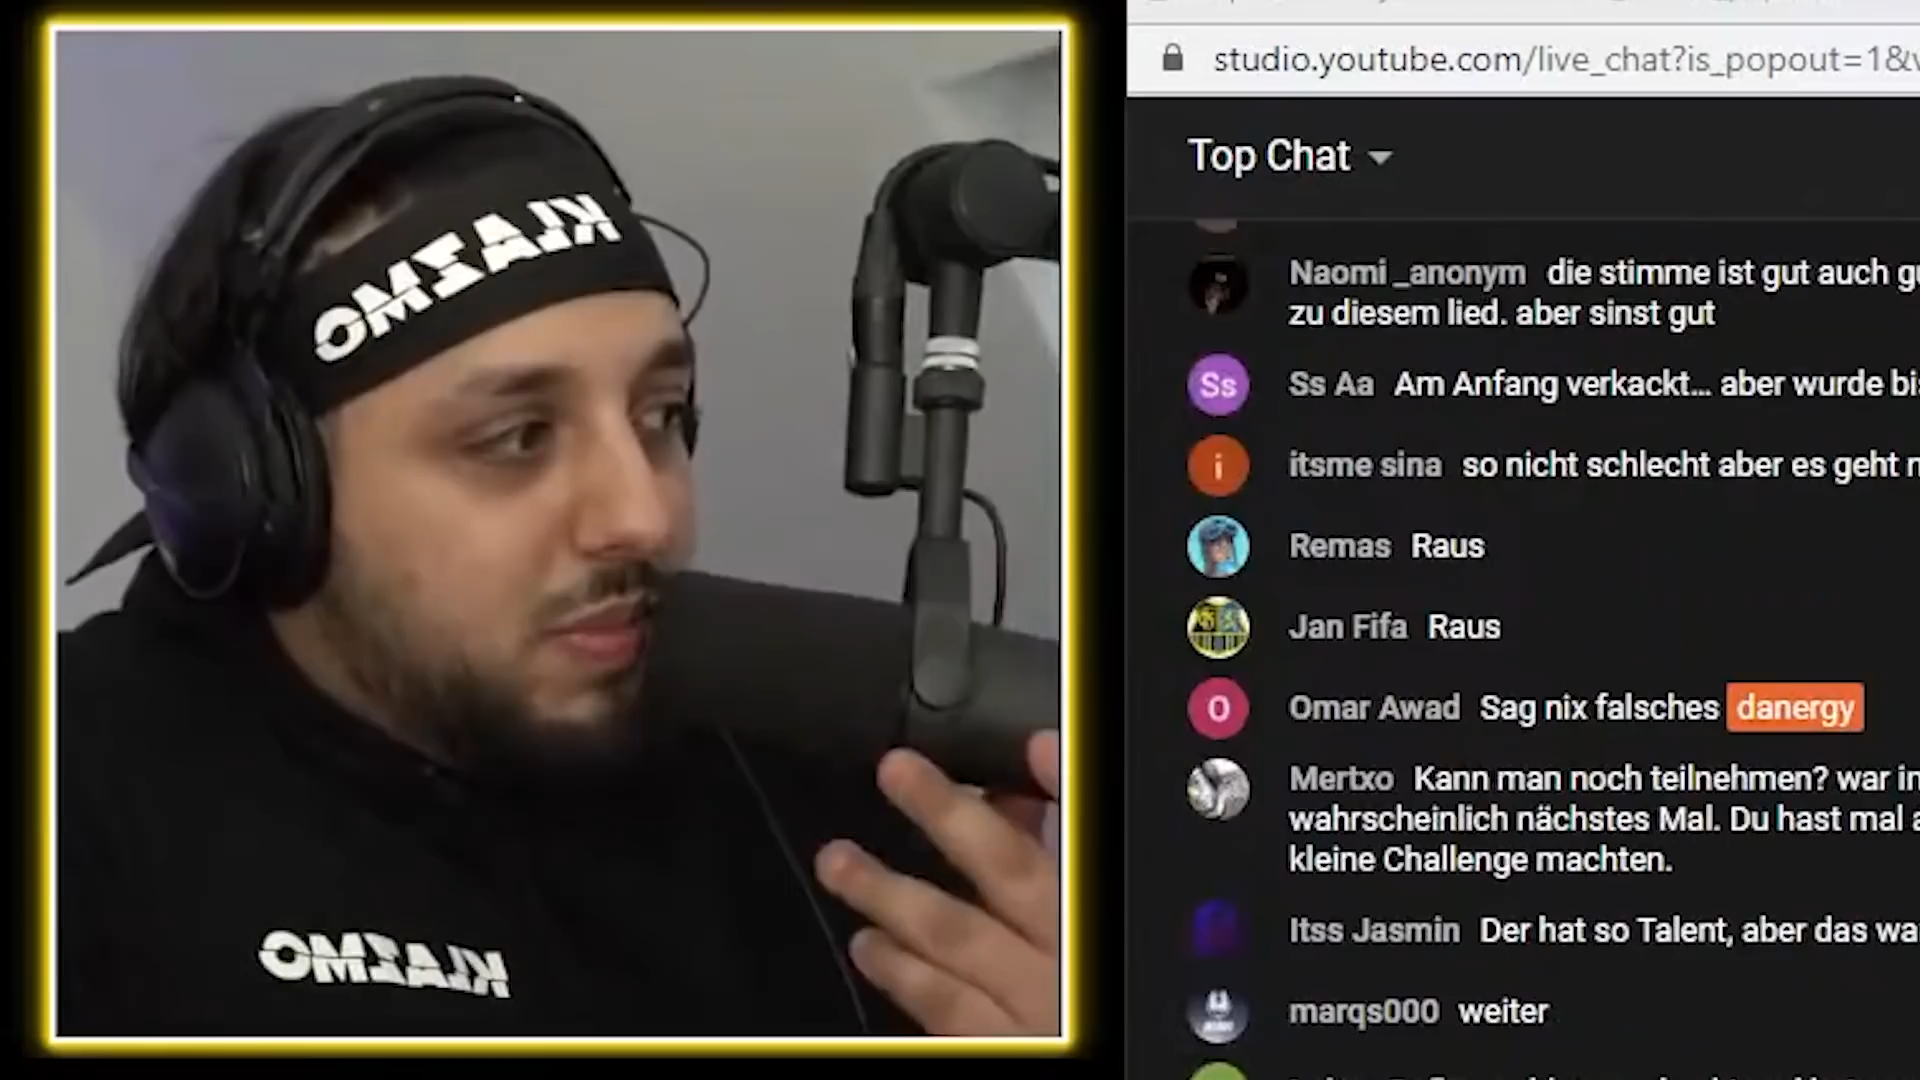 KLAZMO
KLAZMO
studio.youtube.com/live_chat?is_popout=1&v
Top Chat
Naomi _anonym die stimme ist gut auch
zu diesem lied. aber sinst gut
Ss
Ss Aa Am Anfang verkackt... aber wurde
i
itsme sina so nicht schlecht aber es geht
Remas Raus
Jan Fifa Raus
O
Omar Awad Sag nix falsches danergy
Mertxo Kann man noch teilnehmen? war
wahrscheinlich nächstes Mal. Du hast mal
kleine Challenge machten.
Itss Jasmin Der hat so Talent, aber das
marqs000 weiter